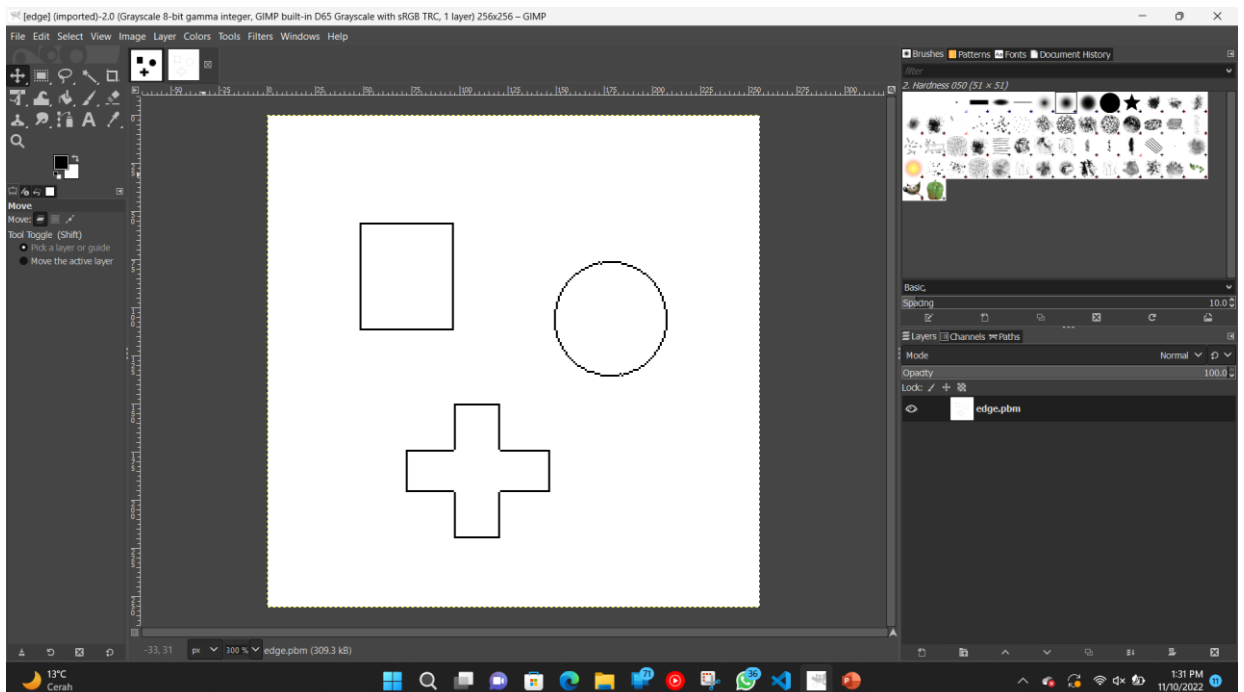 [edge] (imported)-2.0 (Grayscale 8-bit gamma integer, GIMP built-in D65 Grayscale with sRGB TRC, 1 layer) 256x256 – GIMP
File Edit Select View Image Layer Colors Tools Filters Windows Help
Brushes Patterns Fonts Document History
filter
2. Hardness 050 (51 × 51)
Move
Move:
Tool Toggle (Shift)
Pick a layer or guide
Move the active layer
Basic,
Spacing 10.0
Layers Channels Paths
Mode Normal
Opacity 100.0
Lock:
edge.pbm
-33, 31 px 300 % edge.pbm (309.3 kB)
13°C
Cerah
71
36
1:31 PM
11/10/2022
11